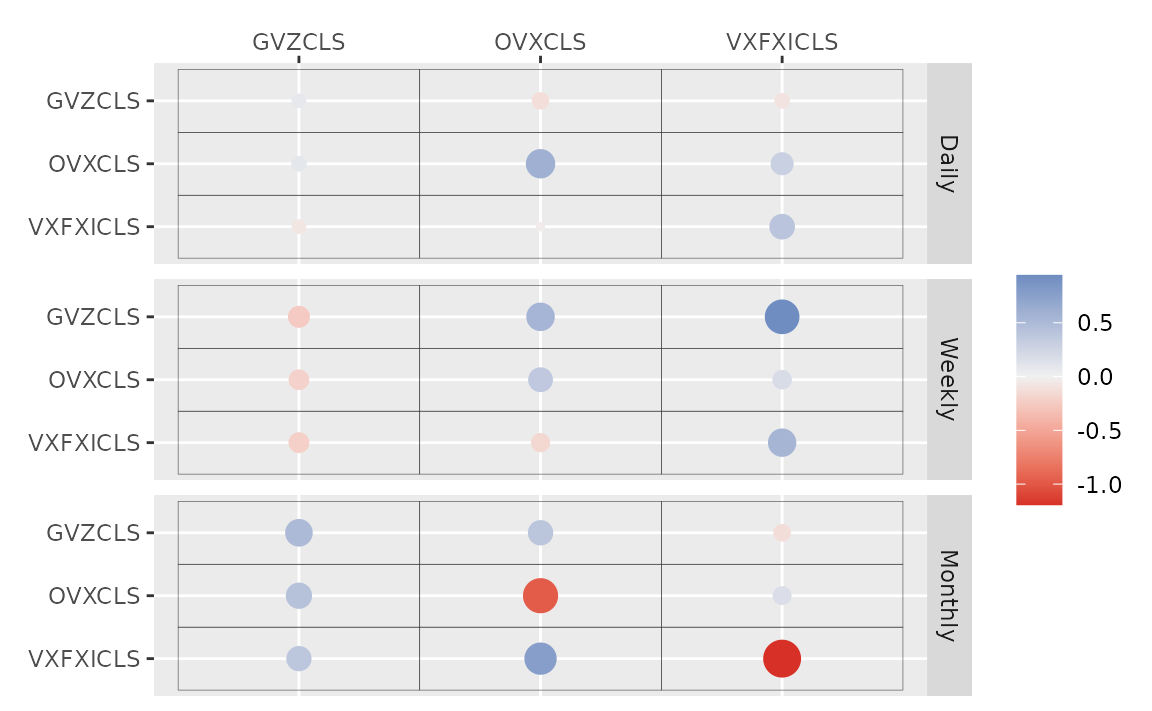 GVZCLS OVXCLS VXFXICLS
GVZCLS
OVXCLS
VXFXICLS
Daily
GVZCLS
OVXCLS
VXFXICLS
Weekly
GVZCLS
OVXCLS
VXFXICLS
Monthly
0.5
0.0
-0.5
-1.0